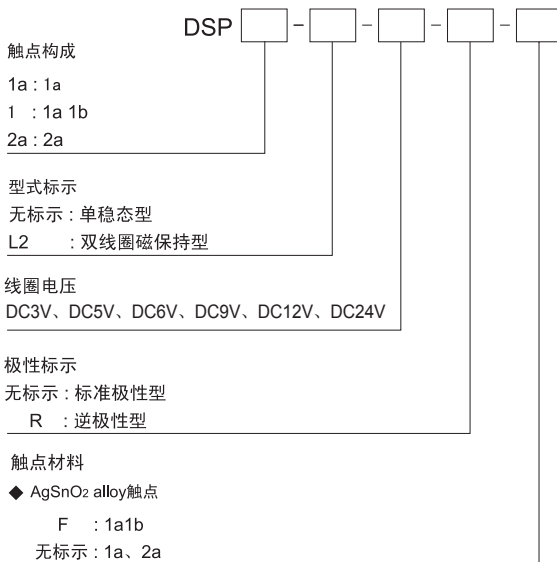 DSP - - - -
触点构成
1a : 1a
1 : 1a 1b
2a : 2a
型式标示
无标示 : 单稳态型
L2 : 双线圈磁保持型
线圈电压
DC3V、DC5V、DC6V、DC9V、DC12V、DC24V
极性标示
无标示 : 标准极性型
R : 逆极性型
触点材料
◆ AgSnO2 alloy触点
F : 1a1b
无标示 : 1a、2a